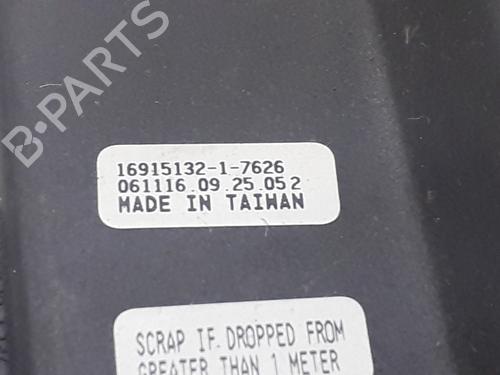 B-PARTS
16915132-1-7626
061116.09.25.052
MADE IN TAIWAN
SCRAP IF DROPPED FROM
GREATER THAN 1 METER